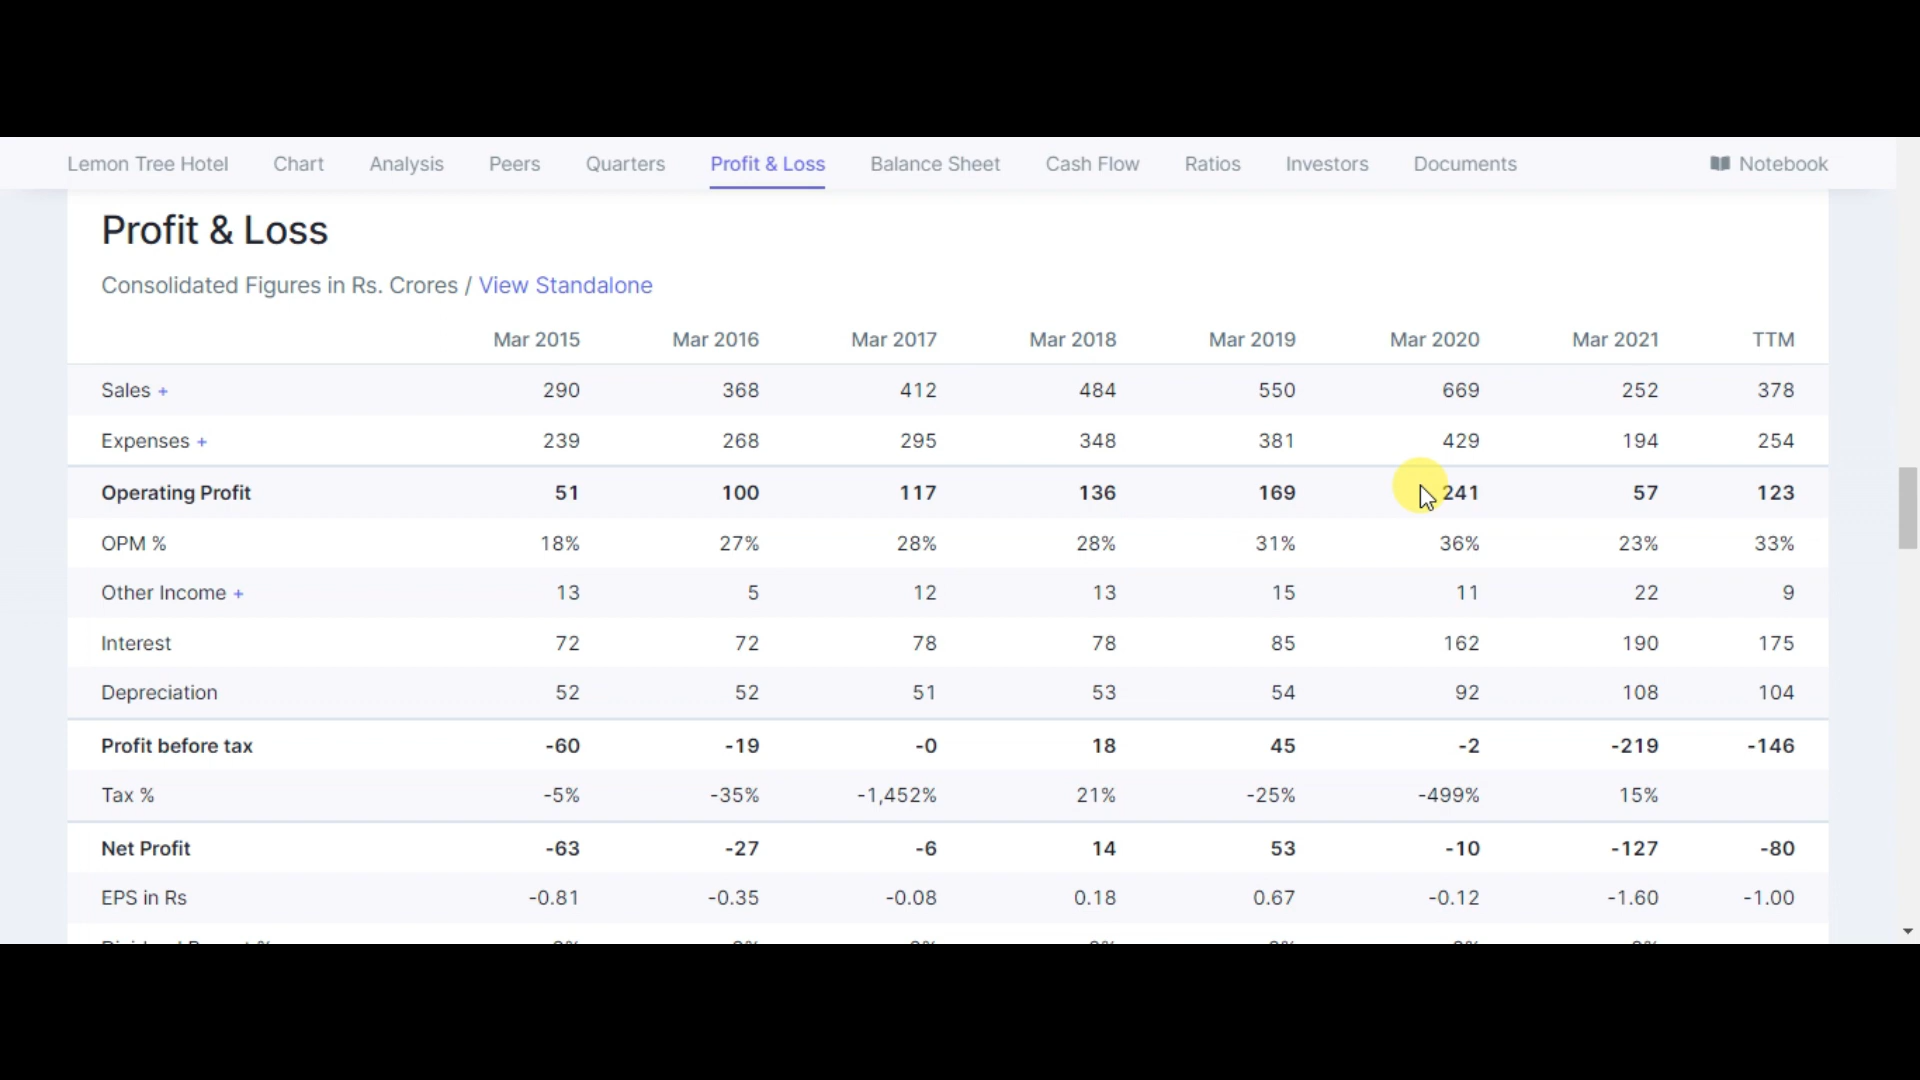 Lemon Tree Hotel Chart Analysis Peers Quarters Profit & Loss Balance Sheet Cash Flow Ratios Investors Documents Notebook
Profit & Loss
Consolidated Figures in Rs. Crores / View Standalone
Mar 2015 Mar 2016 Mar 2017 Mar 2018 Mar 2019 Mar 2020 Mar 2021 TTM
Sales + 290 368 412 484 550 669 252 378
Expenses + 239 268 295 348 381 429 194 254
Operating Profit 51 100 117 136 169 241 57 123
OPM % 18% 27% 28% 28% 31% 36% 23% 33%
Other Income + 13 5 12 13 15 11 22 9
Interest 72 72 78 78 85 162 190 175
Depreciation 52 52 51 53 54 92 108 104
Profit before tax -60 -19 -0 18 45 -2 -219 -146
Tax % -5% -35% -1,452% 21% -25% -499% 15%
Net Profit -63 -27 -6 14 53 -10 -127 -80
EPS in Rs -0.81 -0.35 -0.08 0.18 0.67 -0.12 -1.60 -1.00